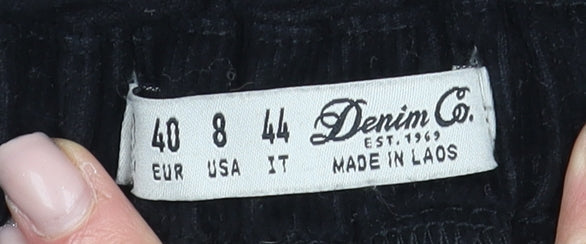 40 8 44 Denim Co.
EST. 1969
EUR USA IT MADE IN LAOS